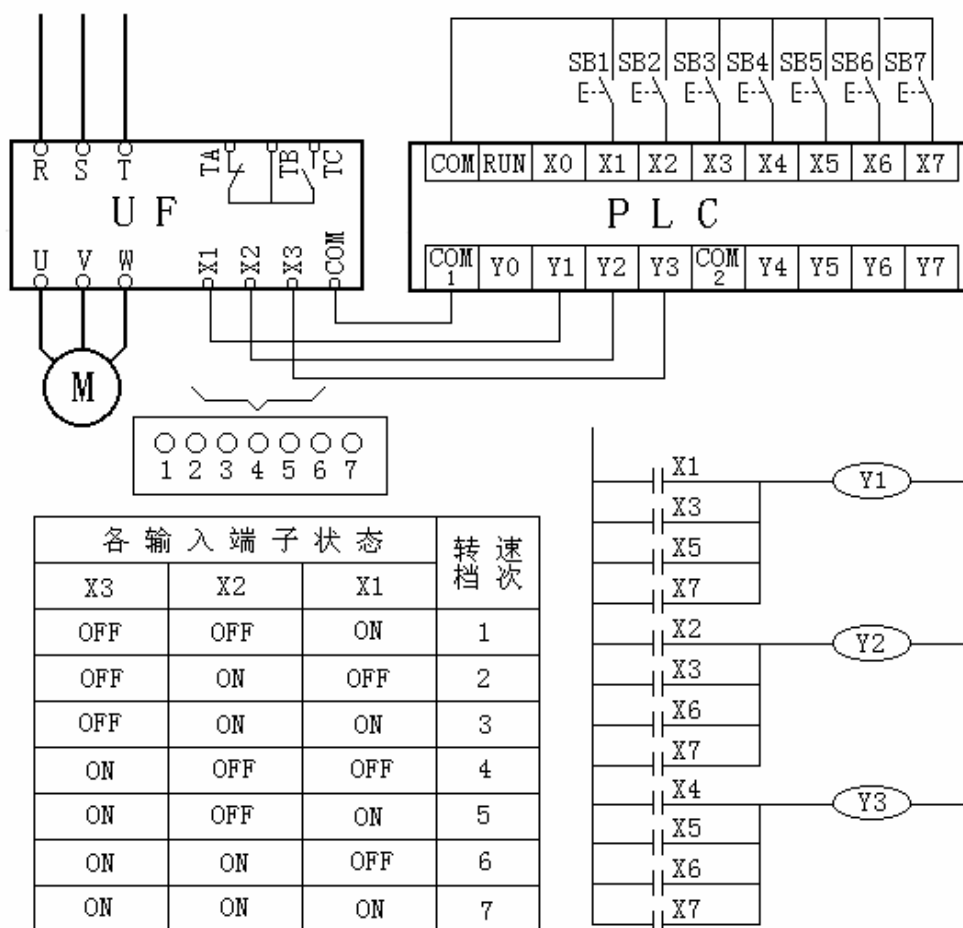 SB1 SB2 SB3 SB4 SB5 SB6 SB7
R S T TA TB TC
COM RUN X0 X1 X2 X3 X4 X5 X6 X7
U F
P L C
U V W X1 X2 X3 COM
COM1 Y0 Y1 Y2 Y3 COM2 Y4 Y5 Y6 Y7
M
1 2 3 4 5 6 7
各输入端子状态 转速档次
X3 X2 X1
OFF OFF ON 1
OFF ON OFF 2
OFF ON ON 3
ON OFF OFF 4
ON OFF ON 5
ON ON OFF 6
ON ON ON 7
X1 Y1
X3
X5
X7
X2 Y2
X3
X6
X7
X4 Y3
X5
X6
X7